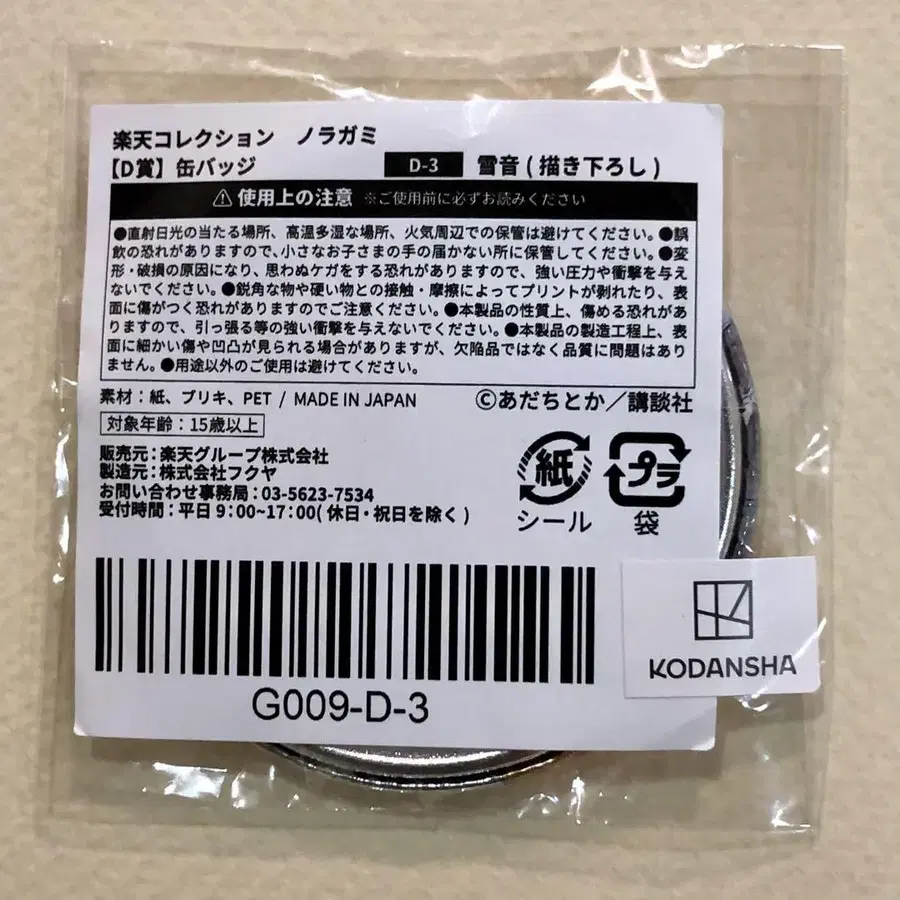 楽天コレクション ノラガミ
【D賞】缶バッジ D-3 雪音(描き下ろし)
使用上の注意 ※ご使用前に必ずお読みください
●直射日光の当たる場所、高温多湿な場所、火気周辺での保管は避けてください。●誤
飲の恐れがありますので、小さなお子さまの手の届かない所に保管してください。●変
形・破損の原因になり、思わぬケガをする恐れがありますので、強い圧力や衝撃を与え
ないでください。●鋭角な物や硬い物との接触・摩擦によってプリントが剥れたり、表
面に傷がつく恐れがありますのでご注意ください。●本製品の性質上、傷める恐れがあ
りますので、引っ張る等の強い衝撃を与えないでください。●本製品の製造工程上、表
面に細かい傷や凹凸が見られる場合がありますが、欠陥品ではなく品質に問題はあり
ません。●用途以外のご使用は避けてください。
素材:紙、ブリキ、PET / MADE IN JAPAN
©あだちとか/講談社
対象年齢:15歳以上
販売元:楽天グループ株式会社
製造元:株式会社フクヤ
お問い合わせ事務局:03-5623-7534
受付時間:平日 9:00~17:00(休日・祝日を除く)
紙 プラ
シール 袋
KODANSHA
G009-D-3